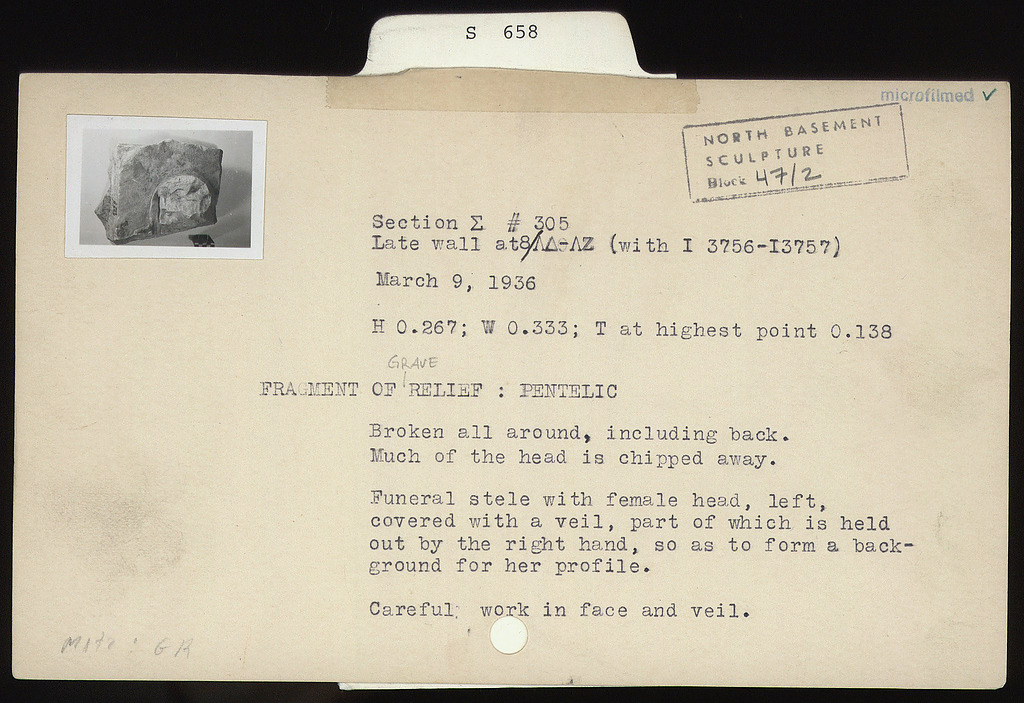 S 658
microfilmed ✓
NORTH BASEMENT
SCULPTURE
Block 47/2
Section Σ # 305
Late wall at 8/ΛΔ-ΛΖ (with I 3756-I3757)
March 9, 1936
H 0.267; W 0.333; T at highest point 0.138
GRAVE
FRAGMENT OF RELIEF : PENTELIC
Broken all around, including back.
Much of the head is chipped away.
Funeral stele with female head, left,
covered with a veil, part of which is held
out by the right hand, so as to form a back-
ground for her profile.
Careful work in face and veil.